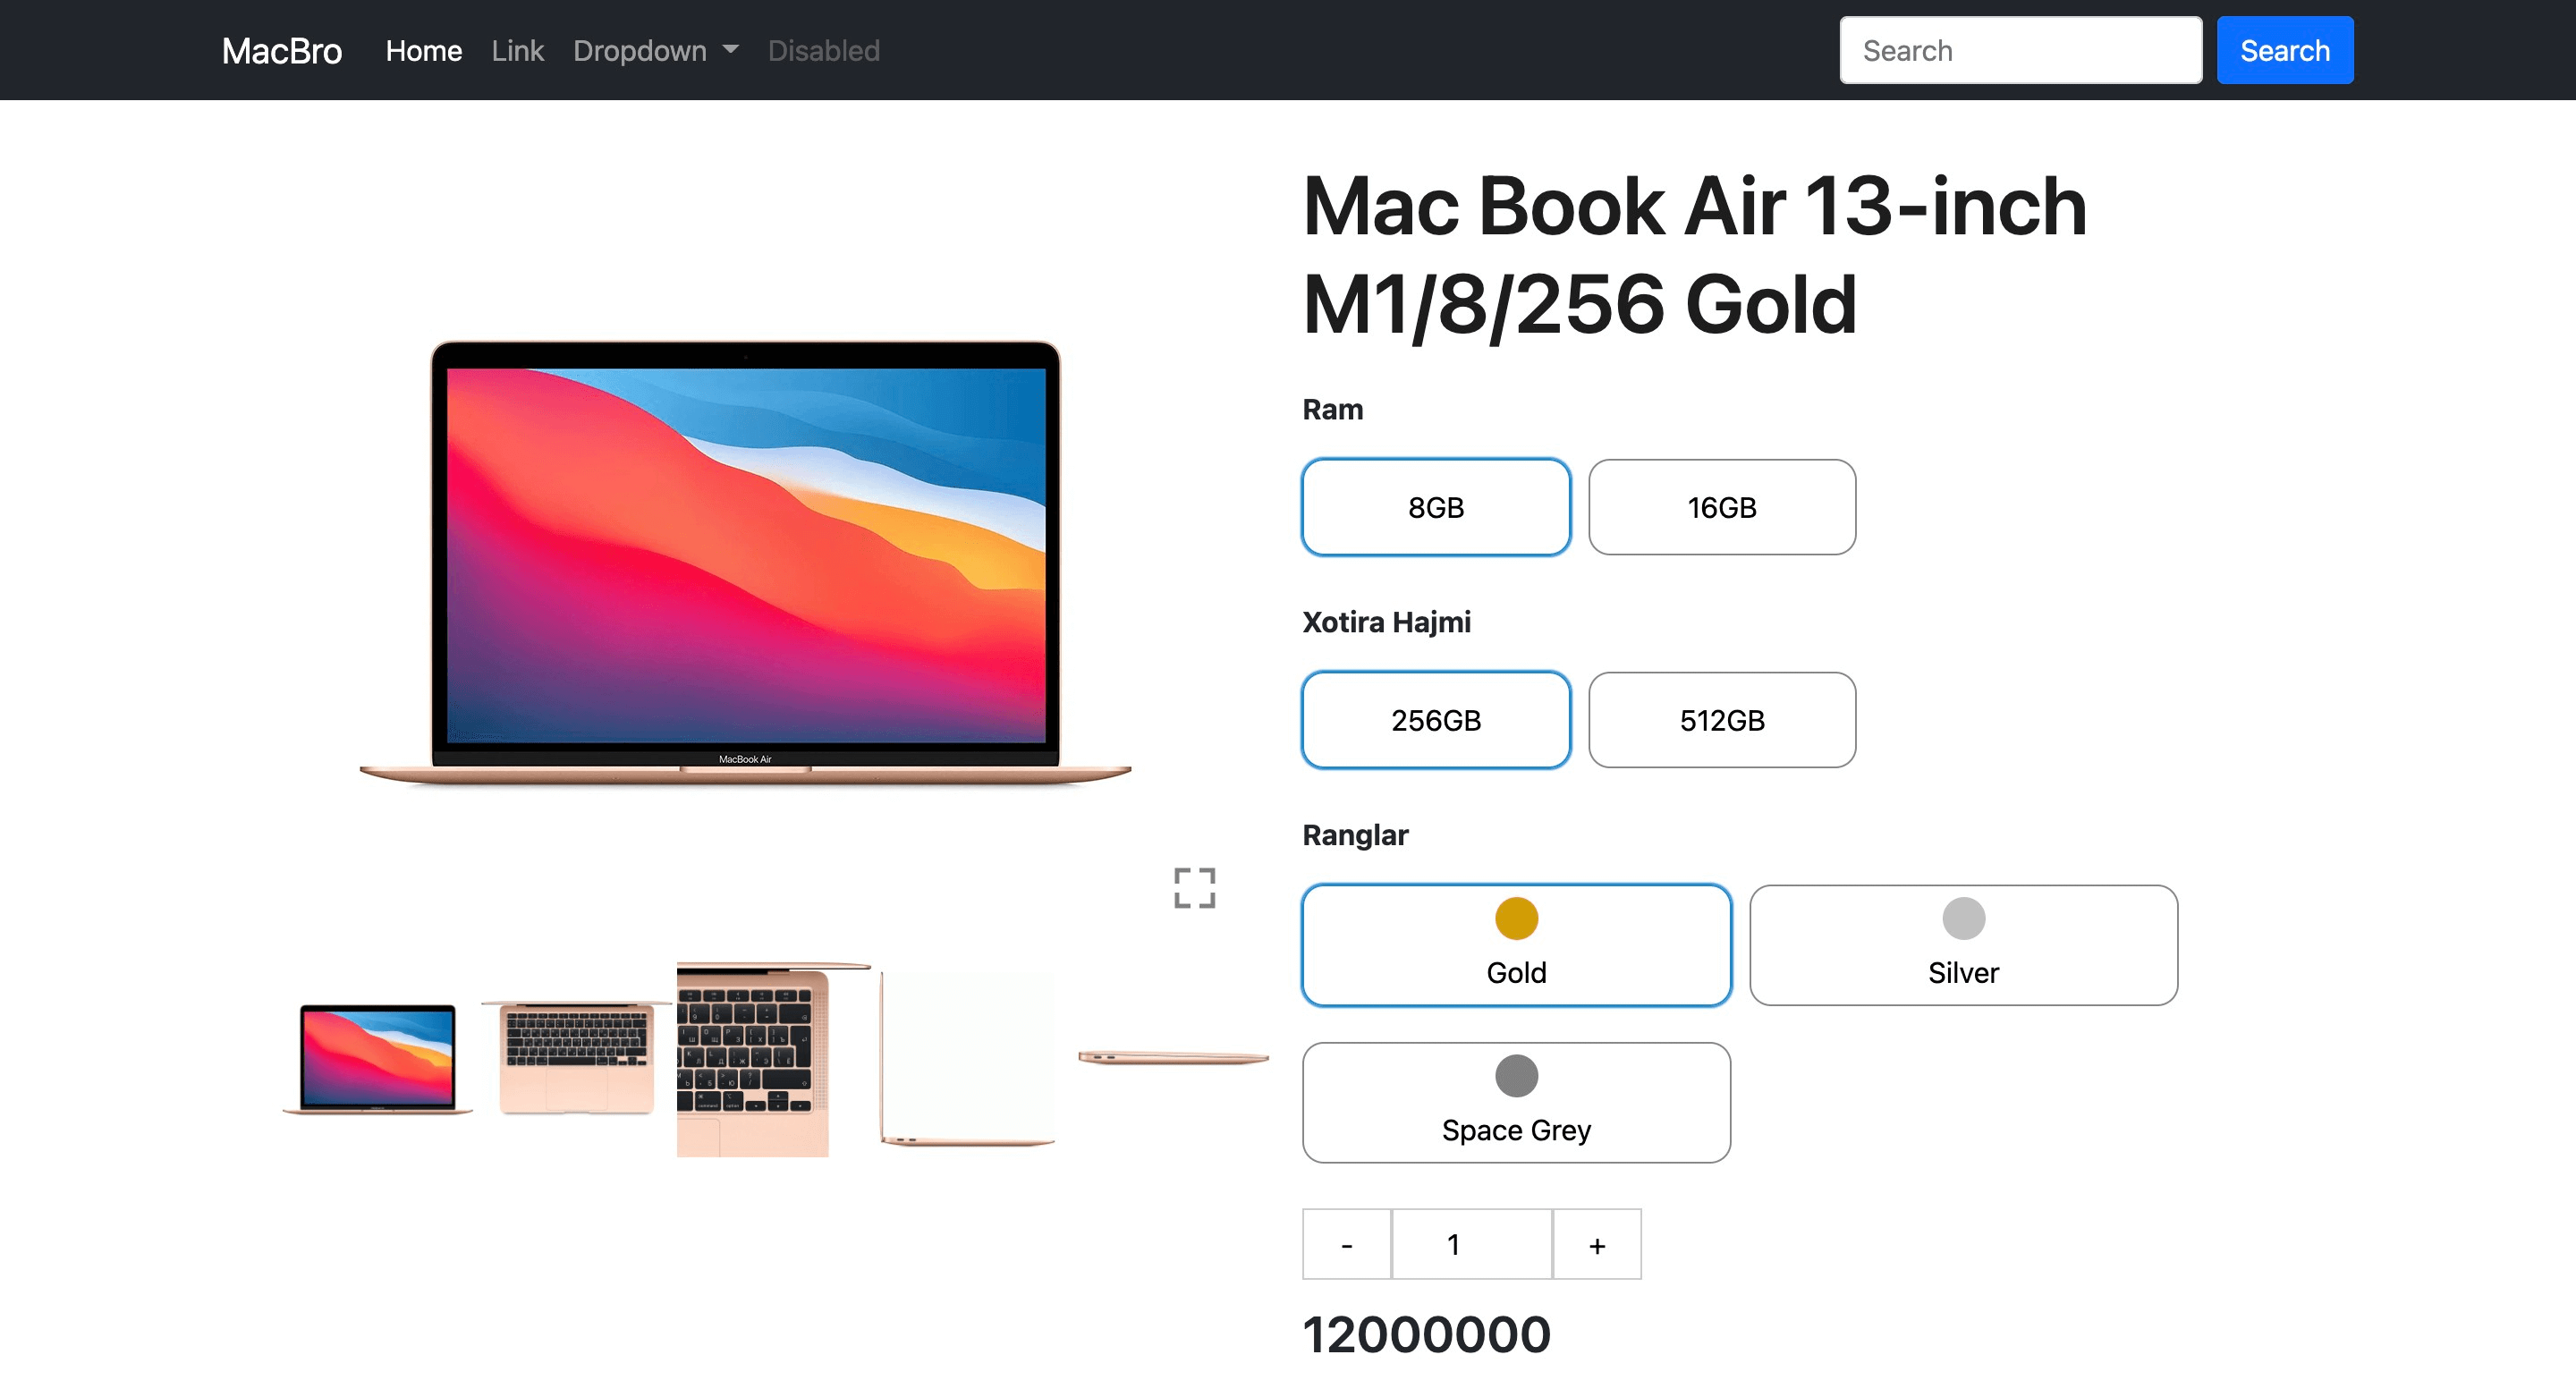 MacBro Home Link Dropdown Disabled Search Search
Mac Book Air 13-inch
M1/8/256 Gold
MacBook Air
Ram
8GB 16GB
Xotira Hajmi
256GB 512GB
Ranglar
Gold Silver
Space Grey
- 1 +
12000000